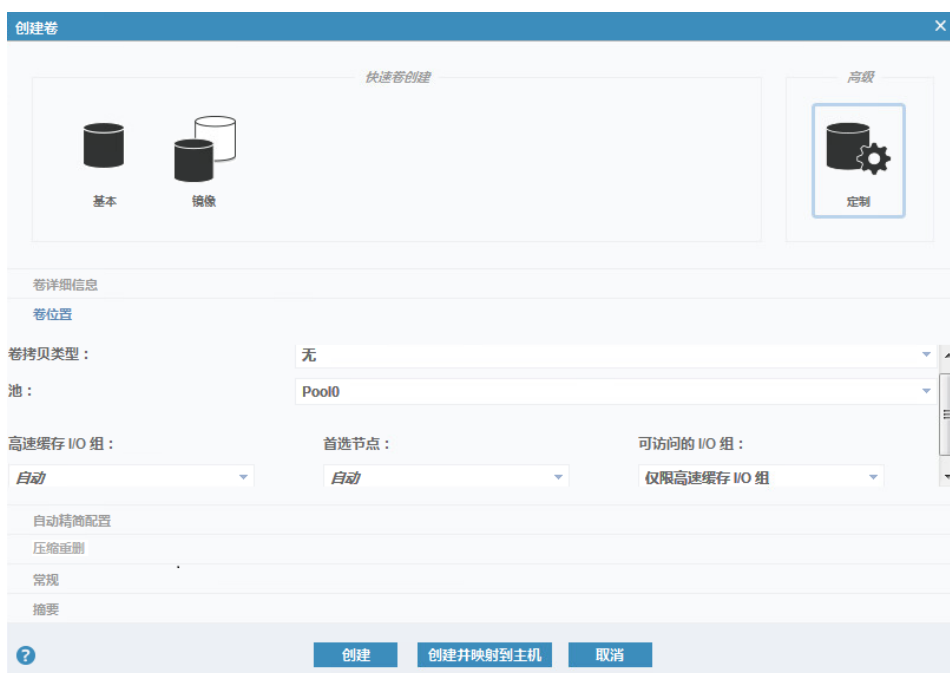 创建卷
快速卷创建
高级
基本
镜像
定制
卷详细信息
卷位置
卷拷贝类型：
无
池：
Pool0
高速缓存 I/O 组：
首选节点：
可访问的 I/O 组：
自动
自动
仅限高速缓存 I/O 组
自动精简配置
压缩重删
常规
摘要
?
创建
创建并映射到主机
取消